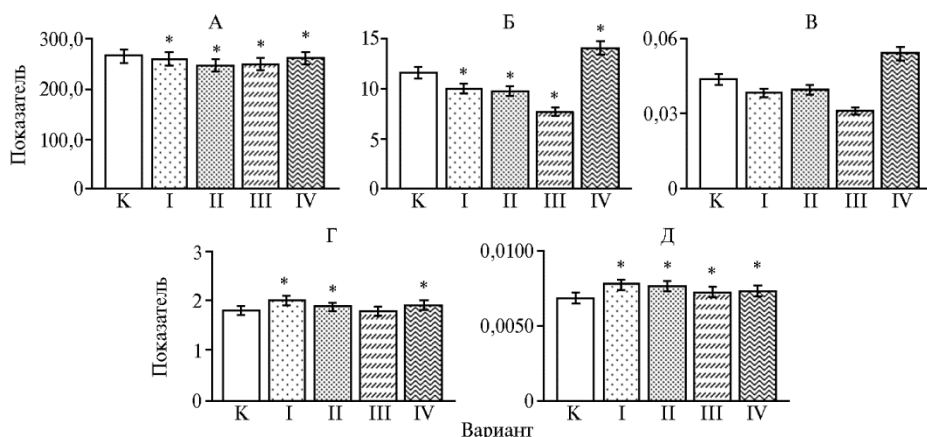 А Б В
300,0 * * * * 15 * * * * 0,06
200,0 10
100,0 5 0,03
0 0 0
Показатель
K I II III IV K I II III IV K I II III IV
Г Д
3 * * * 0,0100 * * * *
2
1 0,0050
0 0
Показатель
K I II III IV K I II III IV
Вариант